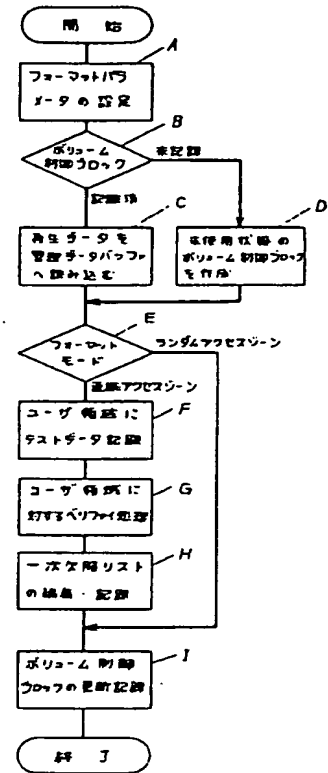 開始
A
フォーマットパラ
メータの設定
B
ボリューム
制御ブロック
未記録
記録済
C
再生データを
管理データバッファ
へ読み込む
D
未使用状態の
ボリューム制御ブロック
を作成
E
フォーマット
モード
ランダムアクセスゾーン
追記アクセスゾーン
F
ユーザ領域に
テストデータ記録
G
ユーザ領域に
対するベリファイ処理
H
一次欠陥リスト
の編集・記録
I
ボリューム制御
ブロックの更新記録
終了